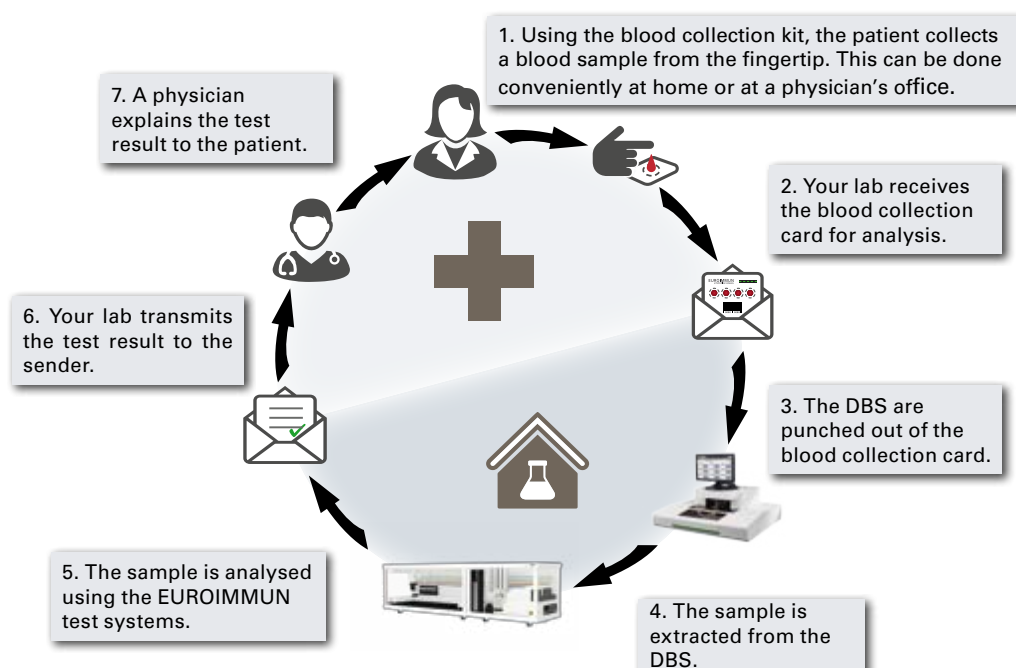 1. Using the blood collection kit, the patient collects
a blood sample from the fingertip. This can be done
conveniently at home or at a physician's office.
7. A physician
explains the test
result to the patient.
2. Your lab receives
the blood collection
card for analysis.
EUROIMMUN
6. Your lab transmits
the test result to the
sender.
3. The DBS are
punched out of the
blood collection card.
5. The sample is analysed
using the EUROIMMUN
test systems.
4. The sample is
extracted from the
DBS.